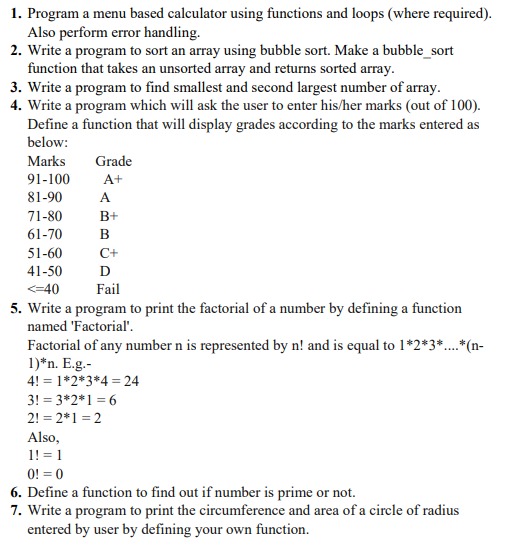 1. Program a menu based calculator using functions and loops (where required).
Also perform error handling.
2. Write a program to sort an array using bubble sort. Make a bubble_sort
function that takes an unsorted array and returns sorted array.
3. Write a program to find smallest and second largest number of array.
4. Write a program which will ask the user to enter his/her marks (out of 100).
Define a function that will display grades according to the marks entered as
below:
Marks Grade
91-100 A+
81-90 A
71-80 B+
61-70 B
51-60 C+
41-50 D
<=40 Fail
5. Write a program to print the factorial of a number by defining a function
named 'Factorial'.
Factorial of any number n is represented by n! and is equal to 1*2*3*....*(n-
1)*n. E.g.-
4! = 1*2*3*4 = 24
3! = 3*2*1 = 6
2! = 2*1 = 2
Also,
1! = 1
0! = 0
6. Define a function to find out if number is prime or not.
7. Write a program to print the circumference and area of a circle of radius
entered by user by defining your own function.